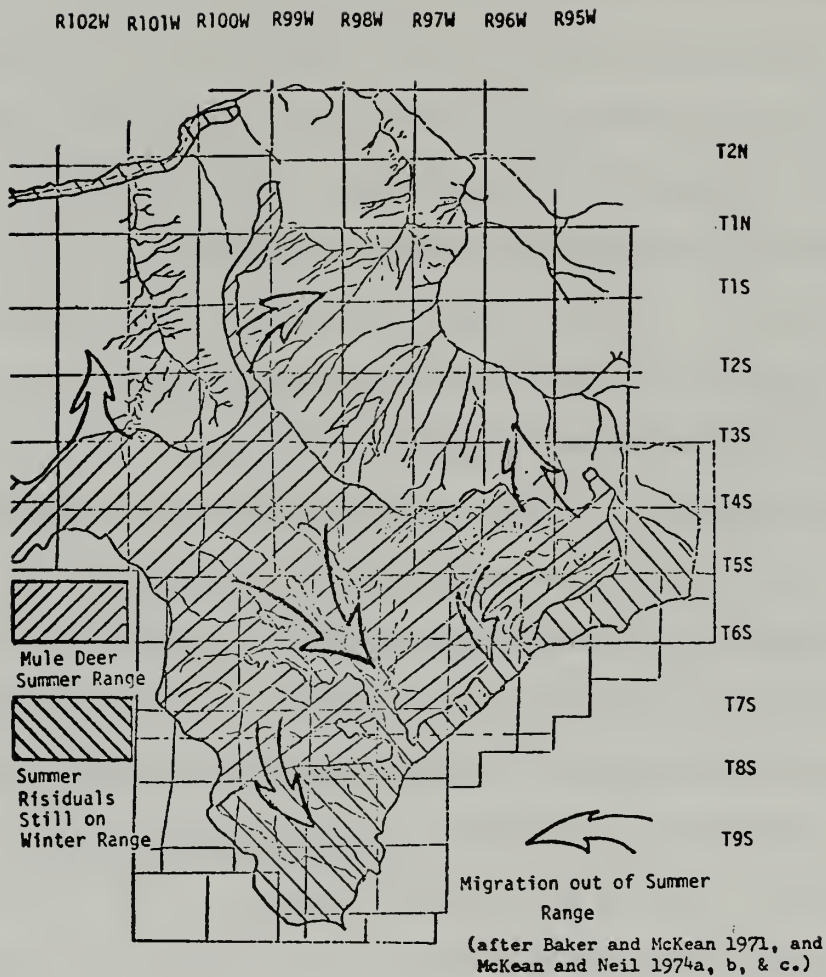 R102W R101W R100W R99W R98W R97W R96W R95W
T2N
T1N
T1S
T2S
T3S
T4S
T5S
T6S
T7S
T8S
T9S
Mule Deer
Summer Range
Summer
Risiduals
Still on
Winter Range
Migration out of Summer
Range
(after Baker and McKean 1971, and
McKean and Neil 1974a, b, & c.)